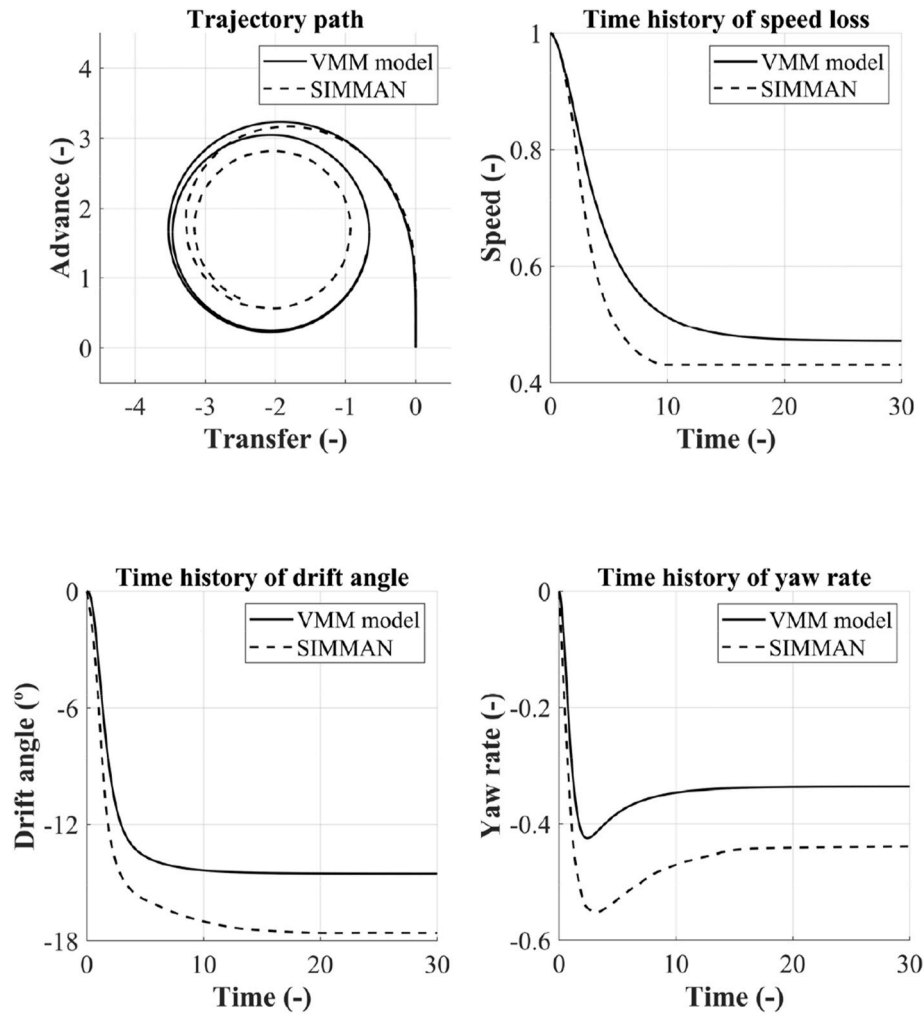 Trajectory path
VMM model
SIMMAN
4
3
2
1
0
Advance (-)
-4
-3
-2
-1
0
Transfer (-)
Time history of speed loss
VMM model
SIMMAN
1
0.8
0.6
0.4
Speed (-)
0
10
20
30
Time (-)
Time history of drift angle
VMM model
SIMMAN
0
-6
-12
-18
Drift angle (º)
0
10
20
30
Time (-)
Time history of yaw rate
VMM model
SIMMAN
0
-0.2
-0.4
-0.6
Yaw rate (-)
0
10
20
30
Time (-)